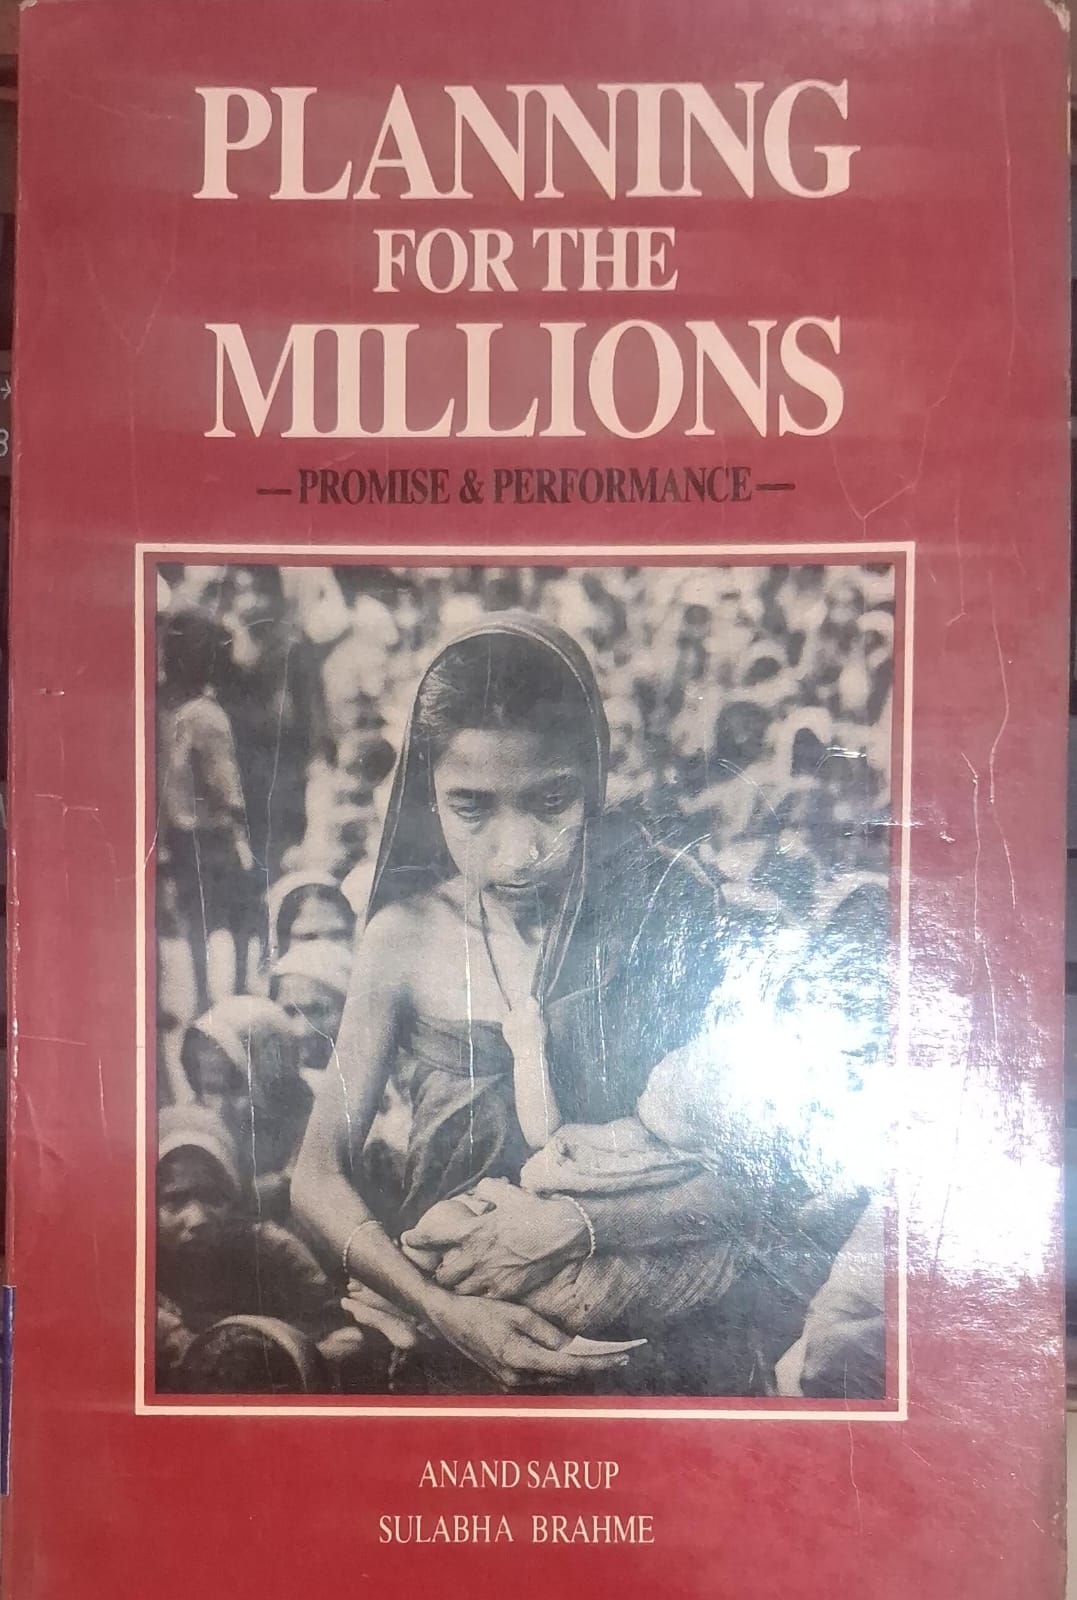 PLANNING
FOR THE
MILLIONS
—PROMISE & PERFORMANCE—
ANAND SARUP
SULABHA BRAHME